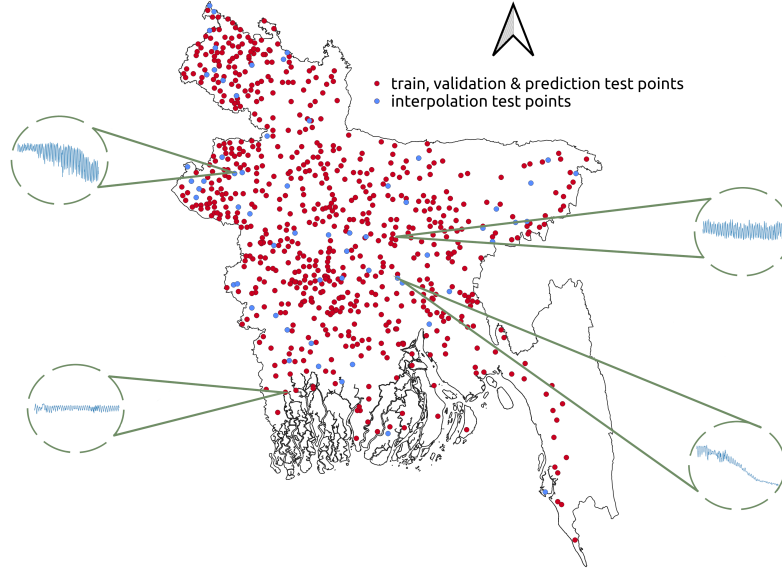 train, validation & prediction test points
interpolation test points